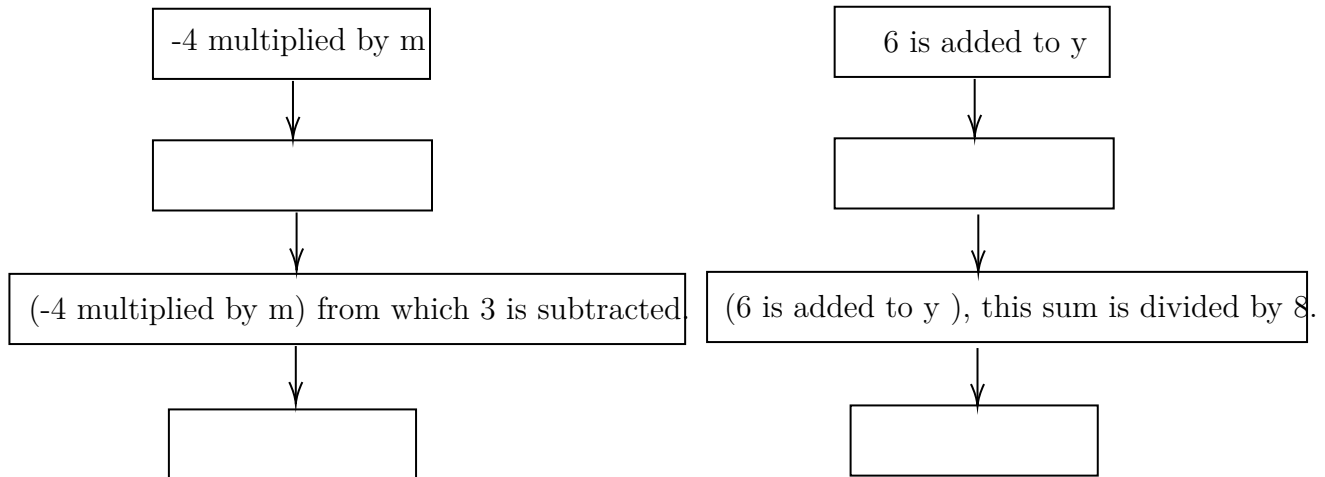 -4 multiplied by m
6 is added to y
(-4 multiplied by m) from which 3 is subtracted.
(6 is added to y ), this sum is divided by 8.